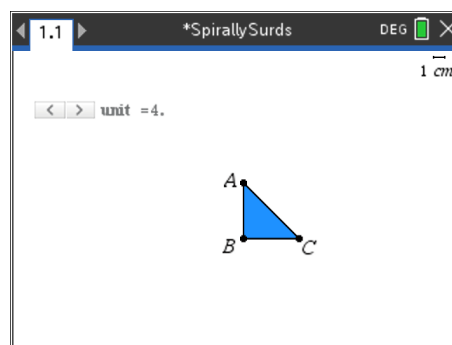 1.1 *SpirallySurds DEG
1 cm
< > unit =4.
A
B C